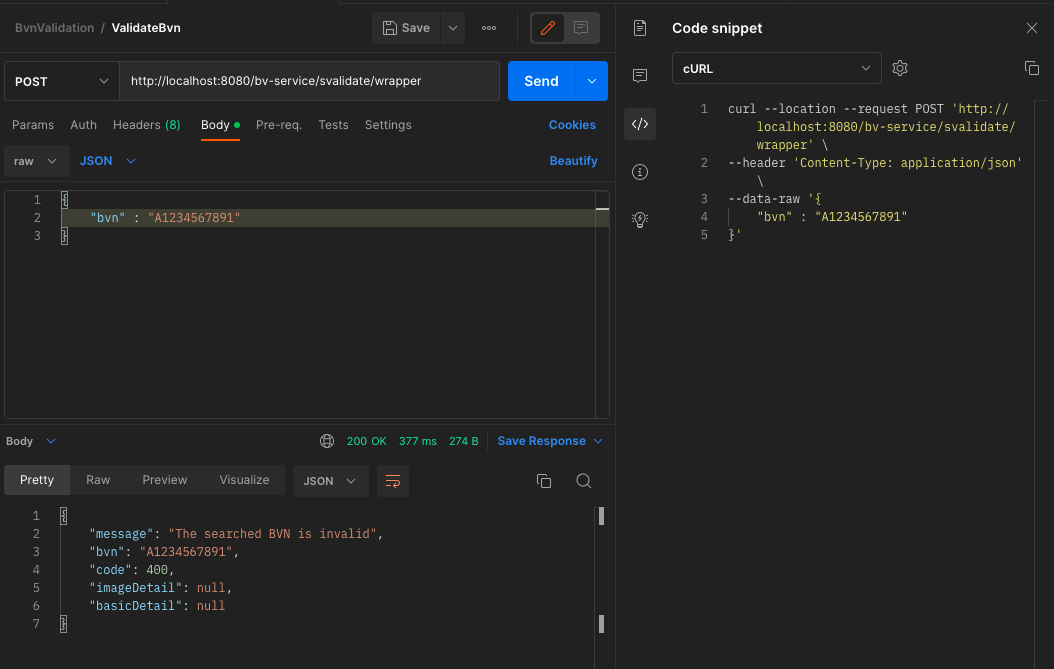 BvnValidation / ValidateBvn
Save
POST
http://localhost:8080/bv-service/svalidate/wrapper
Send
Params Auth Headers (8) Body Pre-req. Tests Settings Cookies
raw JSON Beautify
1 {
2 "bvn" : "A1234567891"
3 }
Body 200 OK 377 ms 274 B Save Response
Pretty Raw Preview Visualize JSON
1 {
2 "message": "The searched BVN is invalid",
3 "bvn": "A1234567891",
4 "code": 400,
5 "imageDetail": null,
6 "basicDetail": null
7 }
Code snippet
cURL
1 curl --location --request POST 'http://
localhost:8080/bv-service/svalidate/
wrapper' \
2 --header 'Content-Type: application/json'
\
3 --data-raw '{
4 "bvn" : "A1234567891"
5 }'